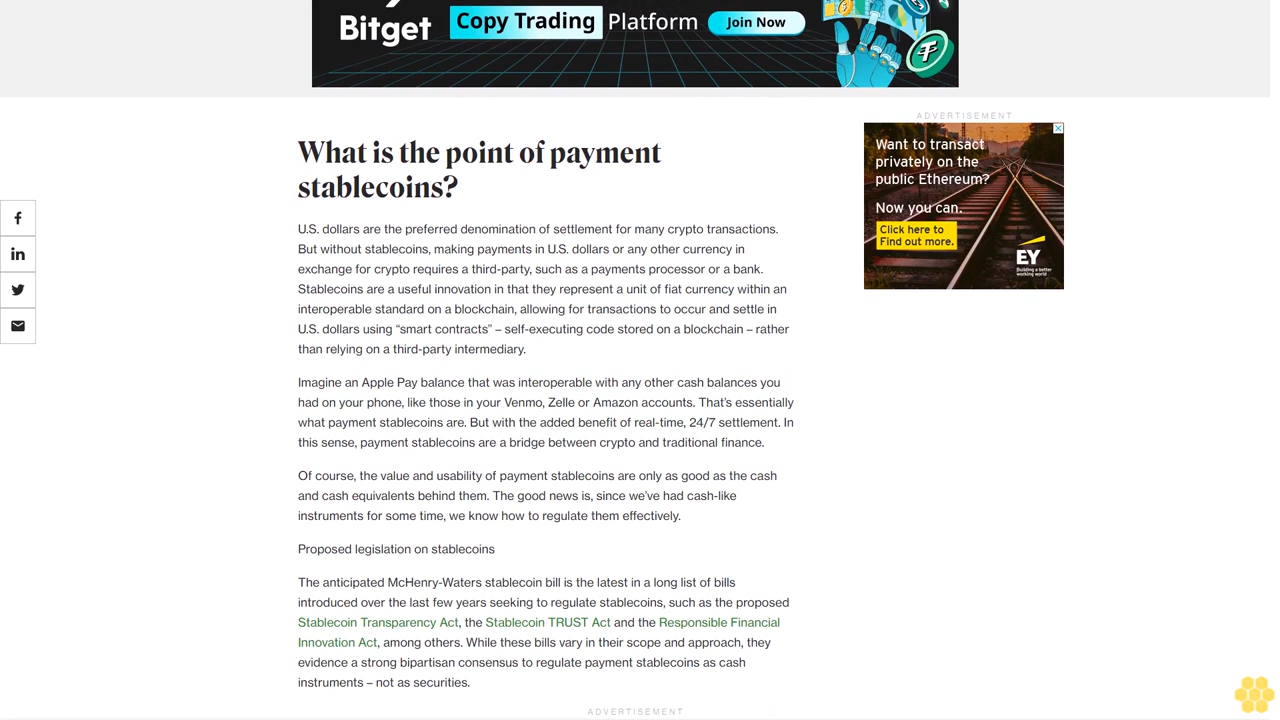 Bitget
Copy Trading Platform
Join Now
ADVERTISEMENT
Want to transact
privately on the
public Ethereum?
Now you can.
Click here to
Find out more.
EY
Building a better
working world
What is the point of payment
stablecoins?
U.S. dollars are the preferred denomination of settlement for many crypto transactions.
But without stablecoins, making payments in U.S. dollars or any other currency in
exchange for crypto requires a third-party, such as a payments processor or a bank.
Stablecoins are a useful innovation in that they represent a unit of fiat currency within an
interoperable standard on a blockchain, allowing for transactions to occur and settle in
U.S. dollars using “smart contracts” – self-executing code stored on a blockchain – rather
than relying on a third-party intermediary.
Imagine an Apple Pay balance that was interoperable with any other cash balances you
had on your phone, like those in your Venmo, Zelle or Amazon accounts. That’s essentially
what payment stablecoins are. But with the added benefit of real-time, 24/7 settlement. In
this sense, payment stablecoins are a bridge between crypto and traditional finance.
Of course, the value and usability of payment stablecoins are only as good as the cash
and cash equivalents behind them. The good news is, since we’ve had cash-like
instruments for some time, we know how to regulate them effectively.
Proposed legislation on stablecoins
The anticipated McHenry-Waters stablecoin bill is the latest in a long list of bills
introduced over the last few years seeking to regulate stablecoins, such as the proposed
Stablecoin Transparency Act, the Stablecoin TRUST Act and the Responsible Financial
Innovation Act, among others. While these bills vary in their scope and approach, they
evidence a strong bipartisan consensus to regulate payment stablecoins as cash
instruments – not as securities.
ADVERTISEMENT